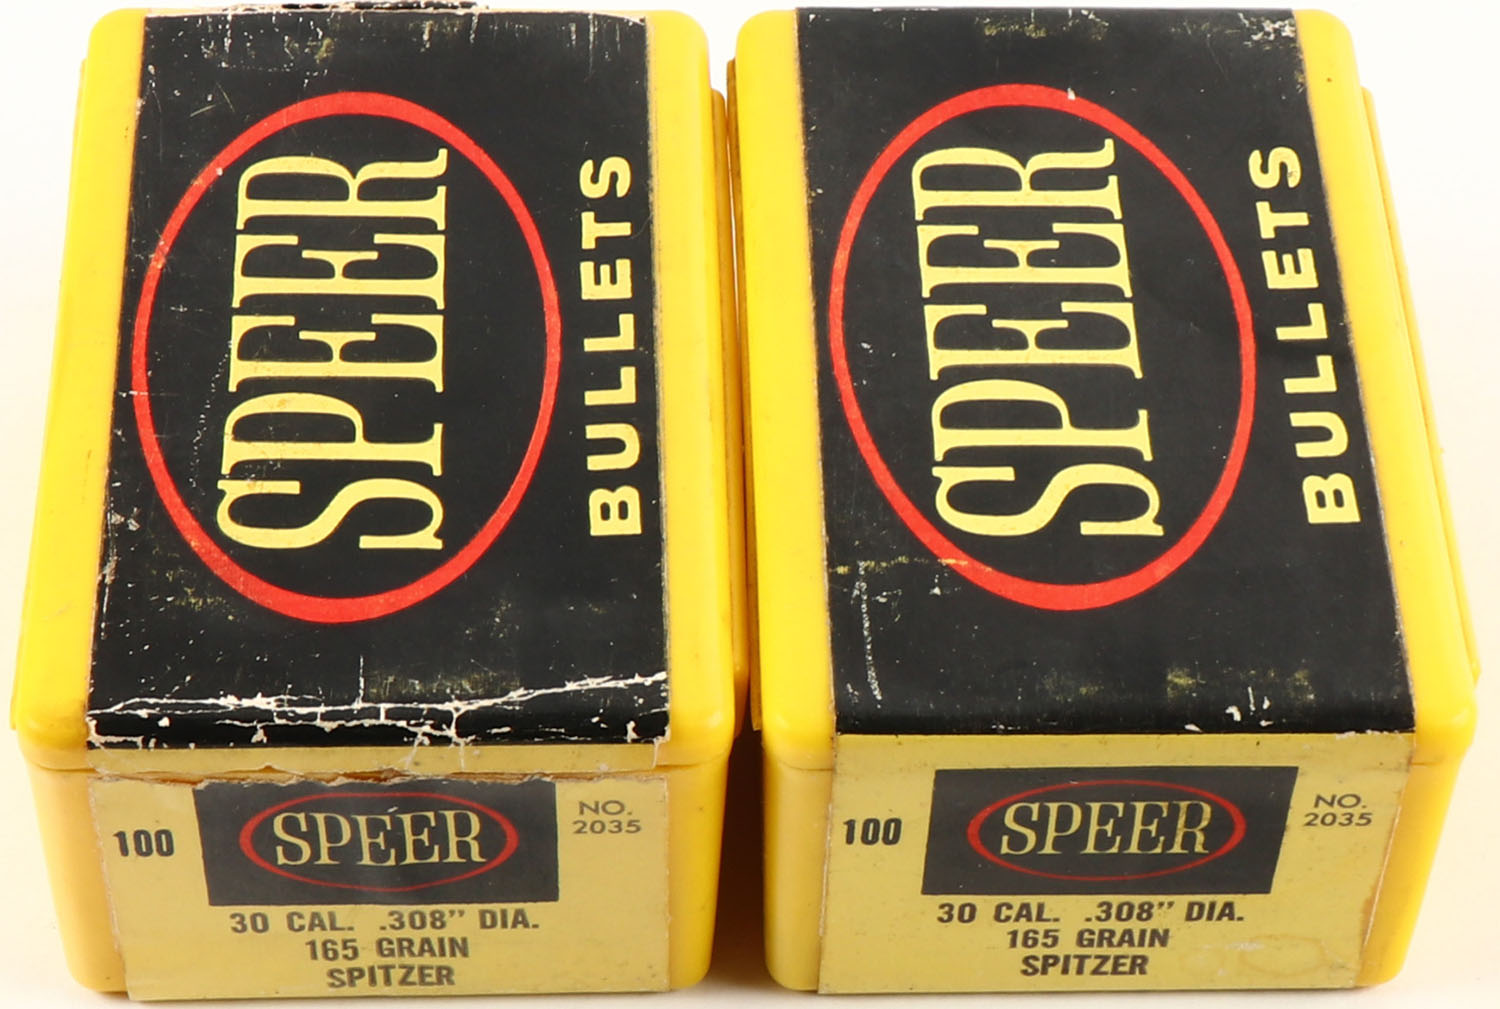 SPEER
BULLETS
100
SPEER
NO.
2035
30 CAL. .308” DIA.
165 GRAIN
SPITZER
SPEER
BULLETS
100
SPEER
NO.
2035
30 CAL. .308” DIA.
165 GRAIN
SPITZER